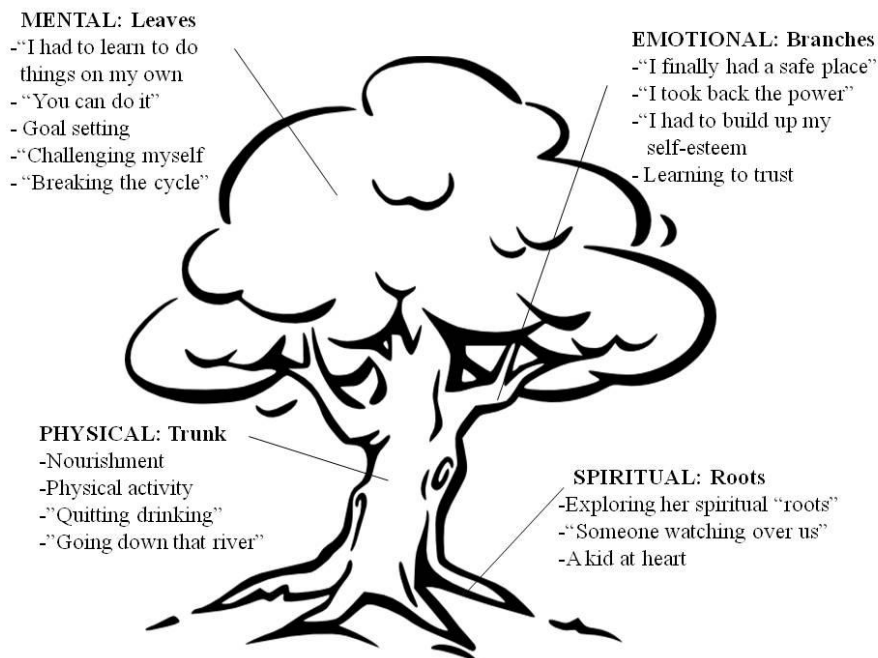 MENTAL: Leaves
-“I had to learn to do
things on my own
- “You can do it”
- Goal setting
-“Challenging myself
- “Breaking the cycle”
EMOTIONAL: Branches
-“I finally had a safe place”
-“I took back the power”
-“I had to build up my
self-esteem
- Learning to trust
PHYSICAL: Trunk
-Nourishment
-Physical activity
-”Quitting drinking”
-”Going down that river”
SPIRITUAL: Roots
-Exploring her spiritual “roots”
-“Someone watching over us”
-A kid at heart